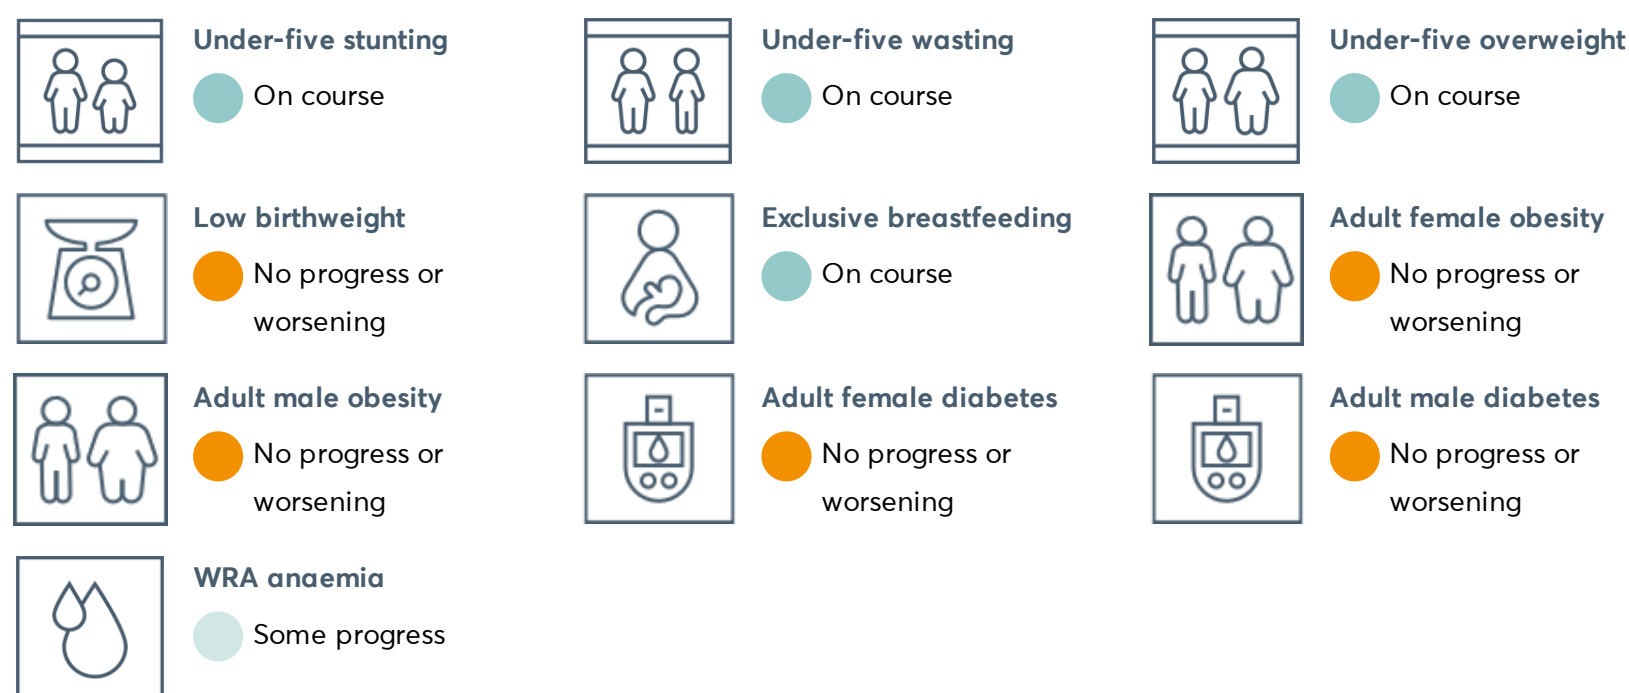 Under-five stunting
On course
Under-five wasting
On course
Under-five overweight
On course
Low birthweight
No progress or
worsening
Exclusive breastfeeding
On course
Adult female obesity
No progress or
worsening
Adult male obesity
No progress or
worsening
Adult female diabetes
No progress or
worsening
Adult male diabetes
No progress or
worsening
WRA anaemia
Some progress